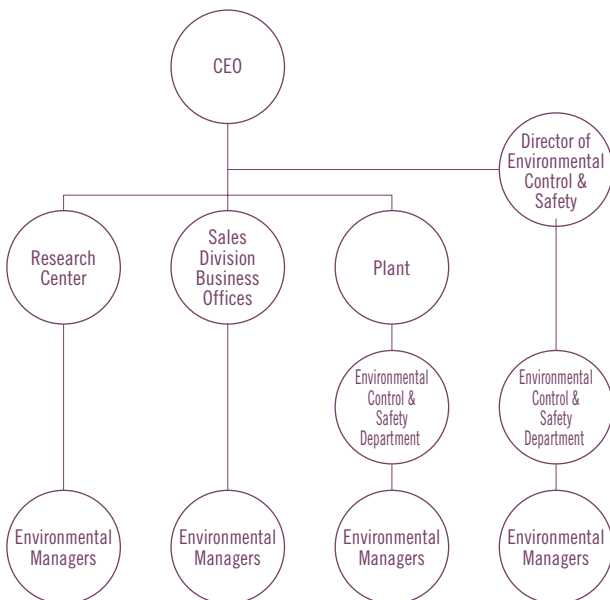 CEO
Director of
Environmental
Control &
Safety
Research
Center
Sales
Division
Business
Offices
Plant
Environmental
Control &
Safety
Department
Environmental
Control &
Safety
Department
Environmental
Managers
Environmental
Managers
Environmental
Managers
Environmental
Managers